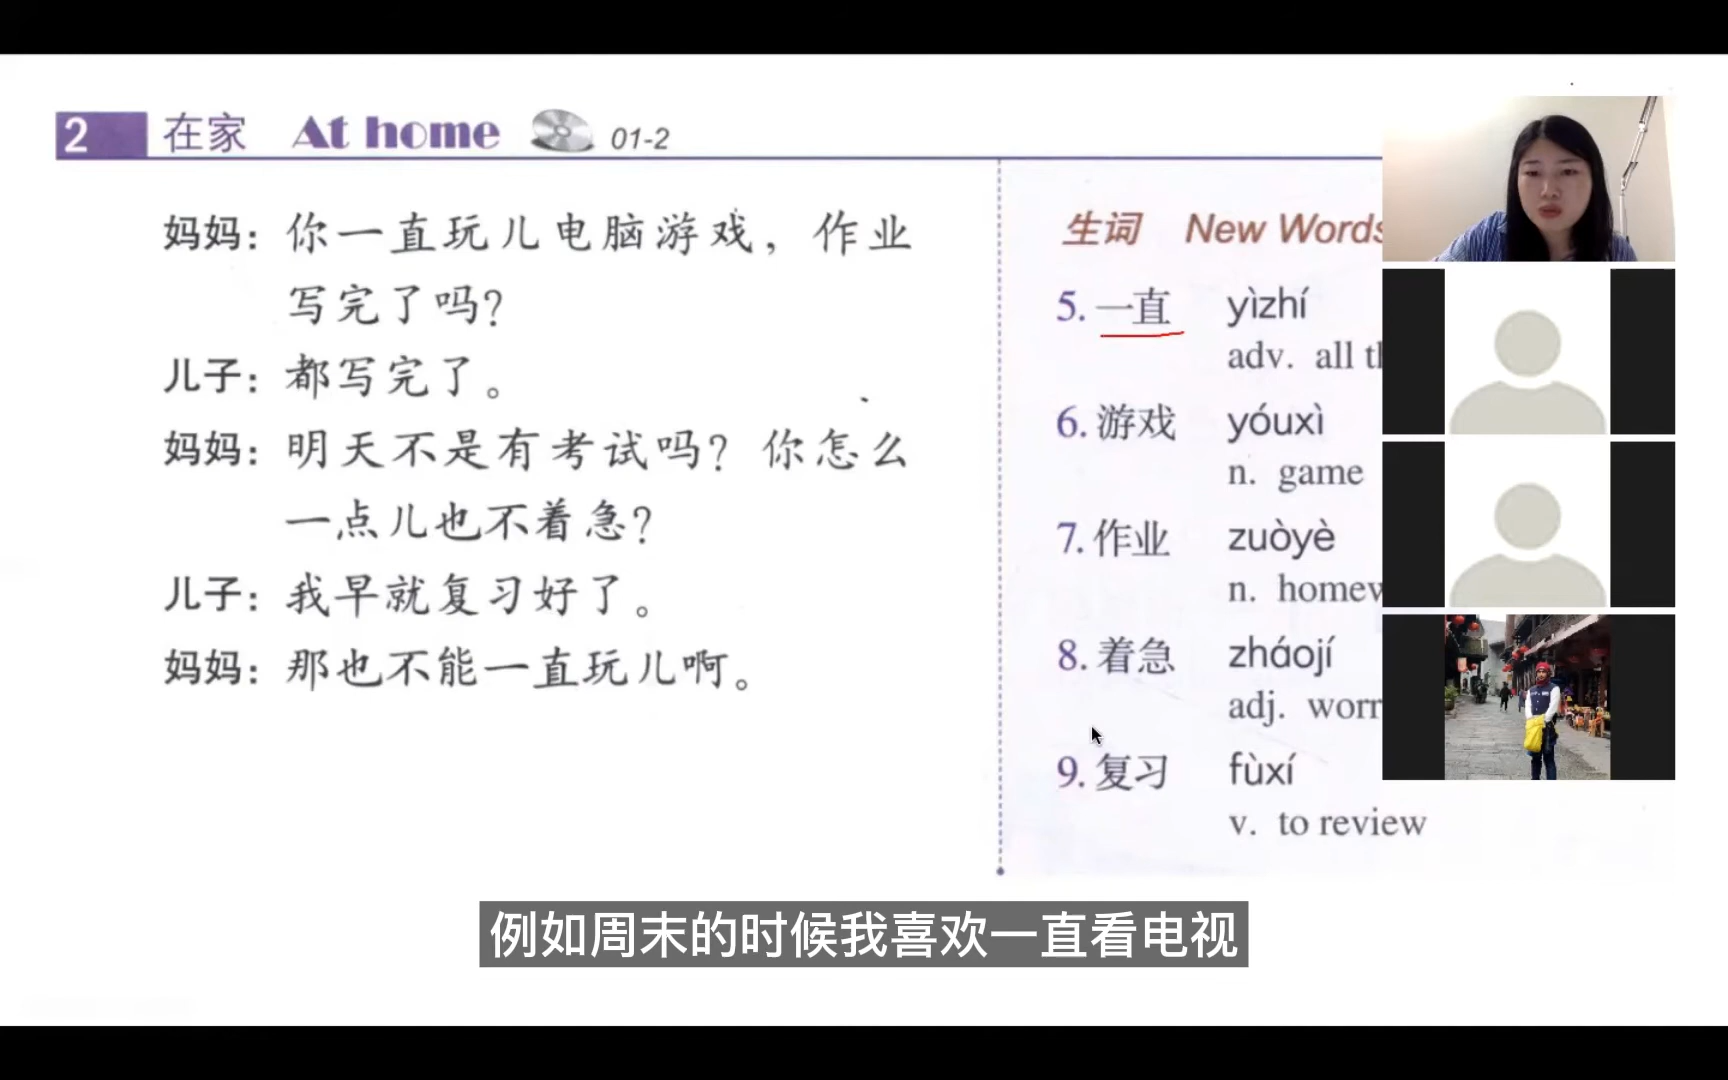 2 在家 At home 01-2
妈妈：你一直玩儿电脑游戏，作业
写完了吗？
儿子：都写完了。
妈妈：明天不是有考试吗？你怎么
一点儿也不着急？
儿子：我早就复习好了。
妈妈：那也不能一直玩儿啊。
生词 New Words
5. 一直 yìzhí
adv. all
6. 游戏 yóuxì
n. game
7. 作业 zuòyè
n.
8. 着急 zháojí
adj.
9. 复习 fùxí
v. to review
例如周末的时候我喜欢一直看电视